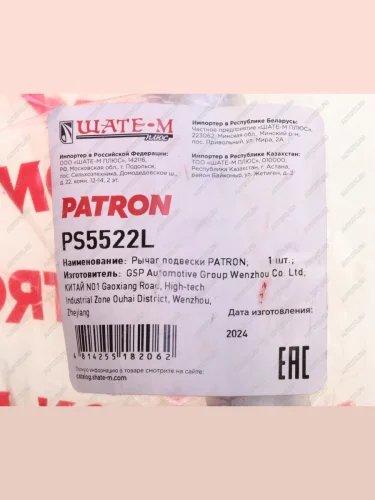 ШАТЕ-М
плюс
Импортер в Российской Федерации:
ООО «ШАТЕ-М ПЛЮС», 142116,
РФ, Московская обл., г. Подольск,
пос. Сельхозтехника, Домодедовское ш.,
д. 22, комн. 12-14, 2 эт.
Импортер в Республике Беларусь:
Частное предприятие «ШАТЕ-М ПЛЮС»,
223062, Минская обл., Минский р-н,
пос. Привольный, ул. Мира, 2А
Импортер в Республике Казахстан:
ТОО «ШАТЕ-М ПЛЮС», 010000,
Республика Казахстан, г. Астана,
район Байконыр, ул. Жетиген, д.
PATRON
PS5522L
Наименование: Рычаг подвески PATRON, 1 шт.;
Изготовитель: GSP Automotive Group Wenzhou Co. Ltd,
КИТАЙ NO1 Gaoxiang Road, High-tech
Industrial Zone Ouhai District, Wenzhou,
Zhejiang
Дата изготовления:
2024
4 814255 182062
EAC
Полную информацию о товаре смотрите на сайте
catalog.shate-m.com